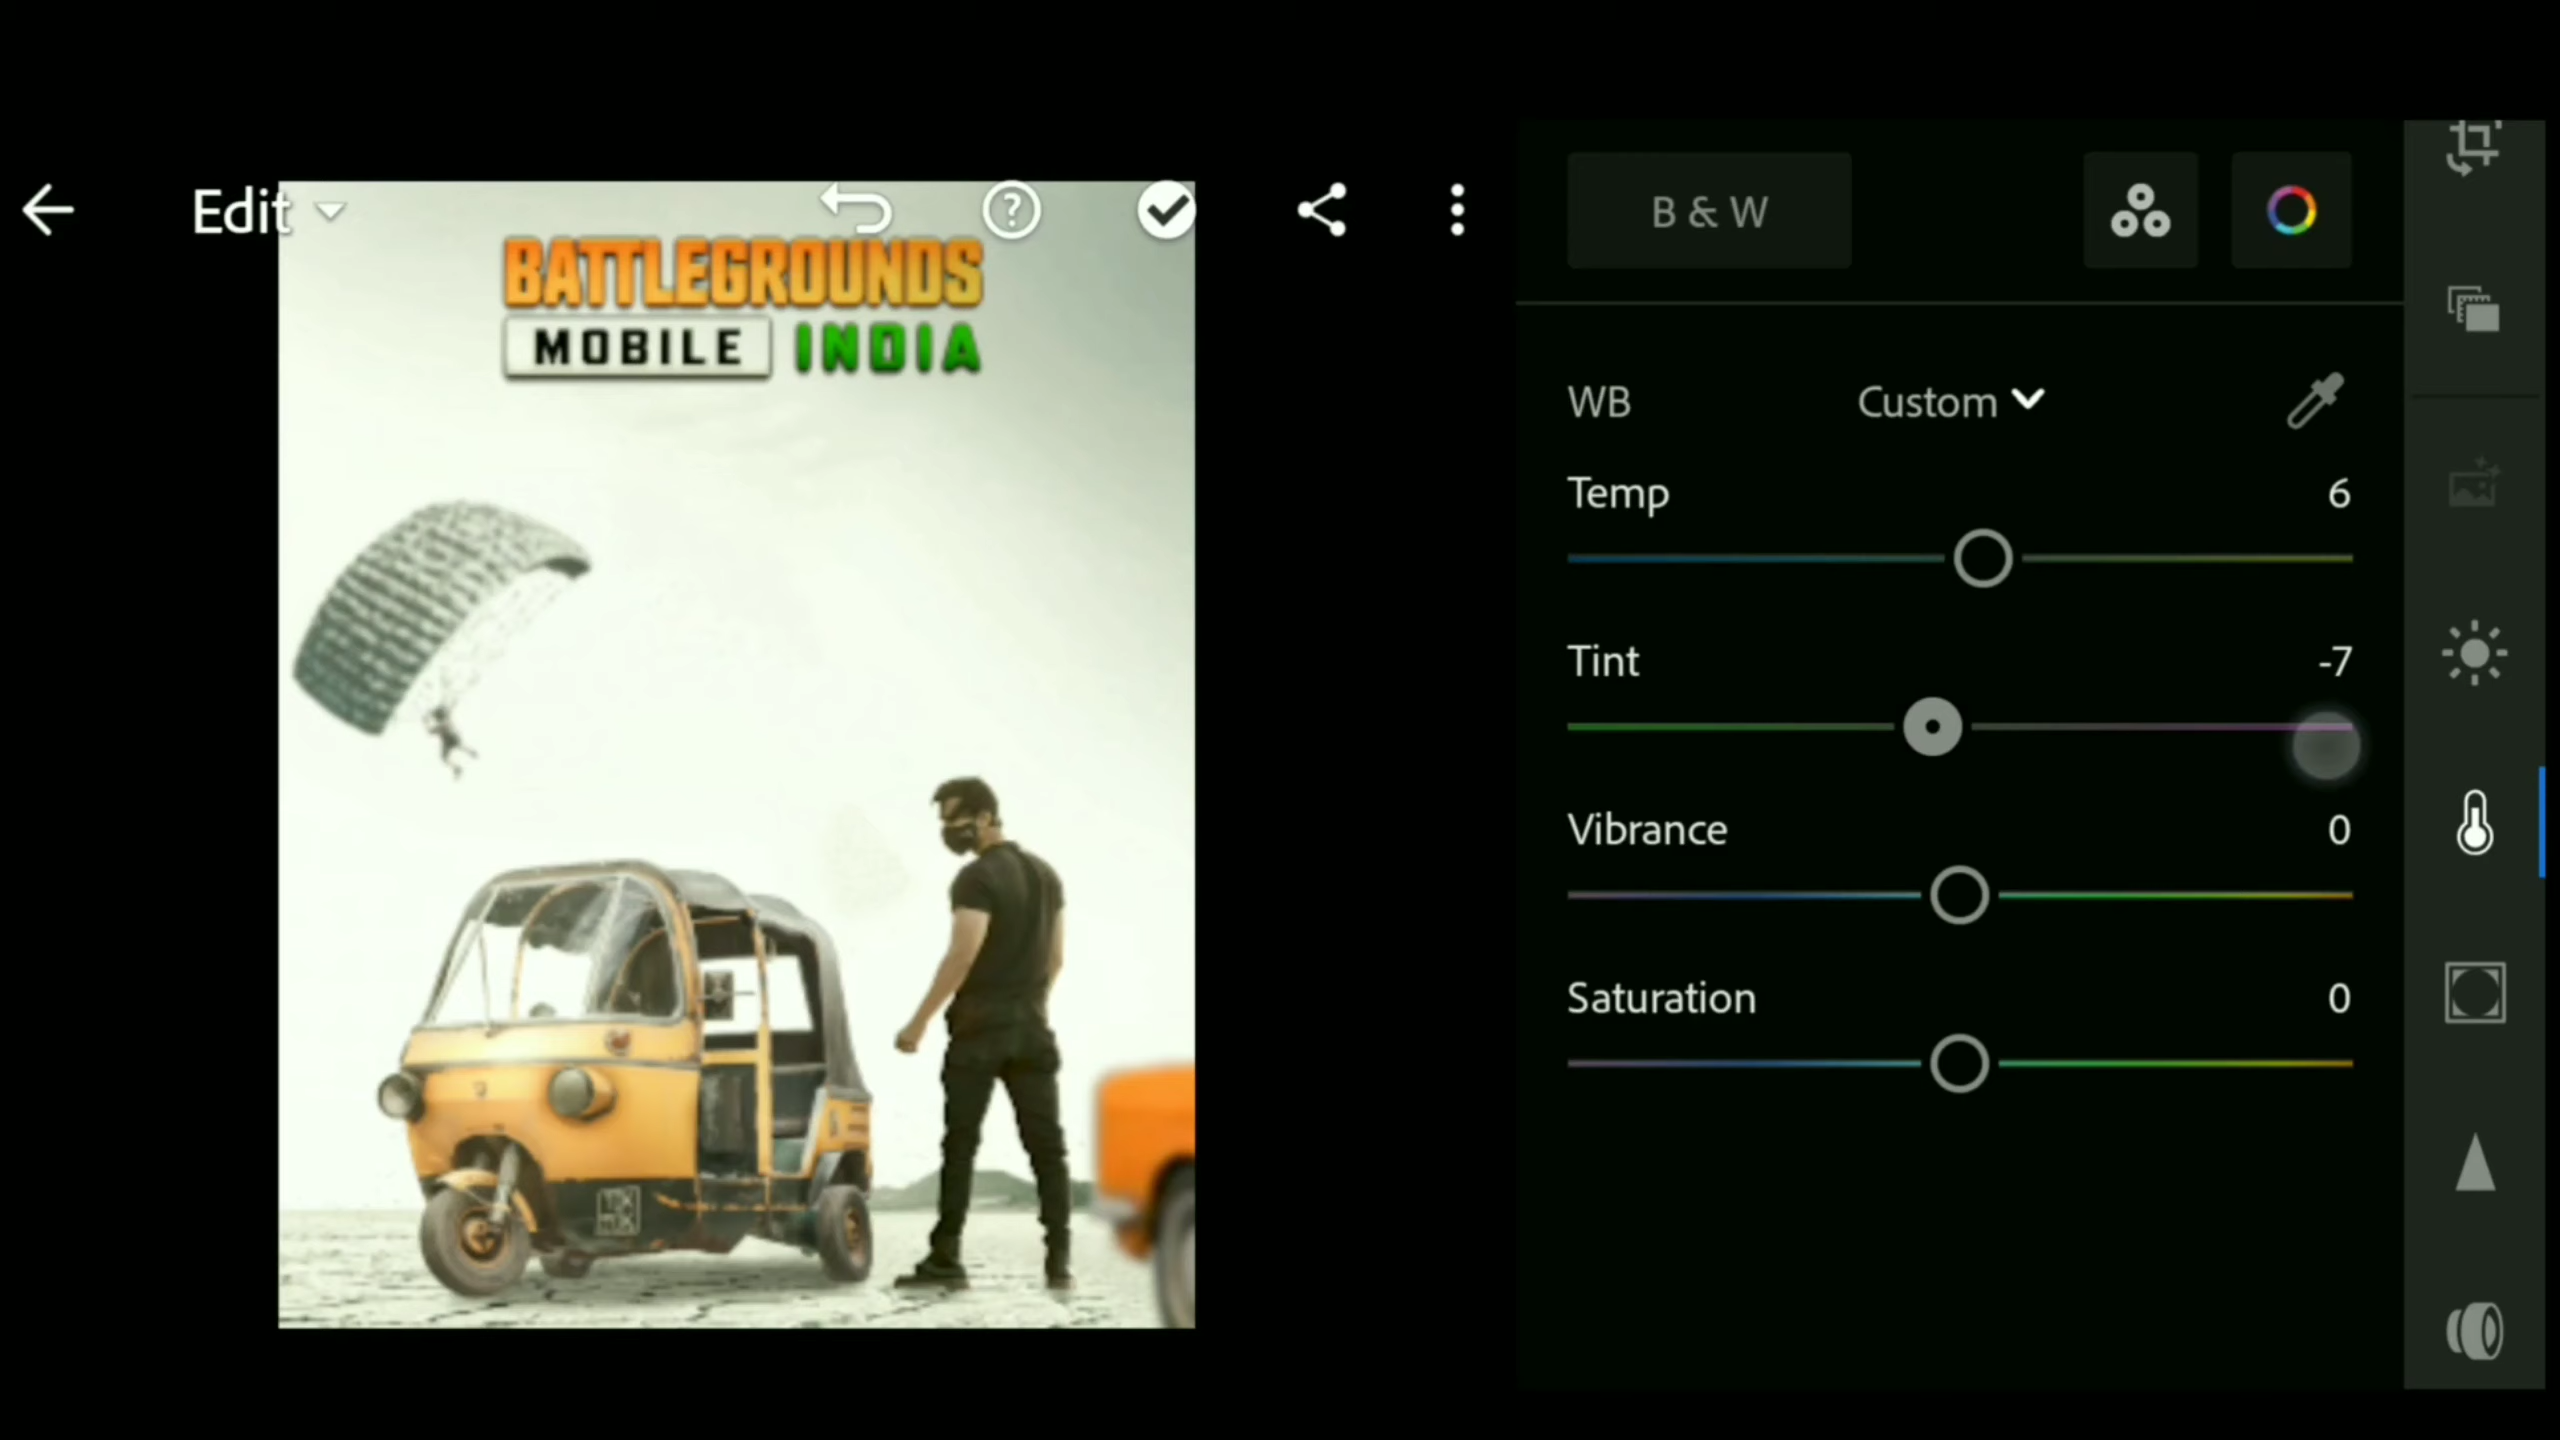 Edit
BATTLEGROUNDS
MOBILE INDIA
B & W
WB Custom
Temp 6
Tint -7
Vibrance 0
Saturation 0